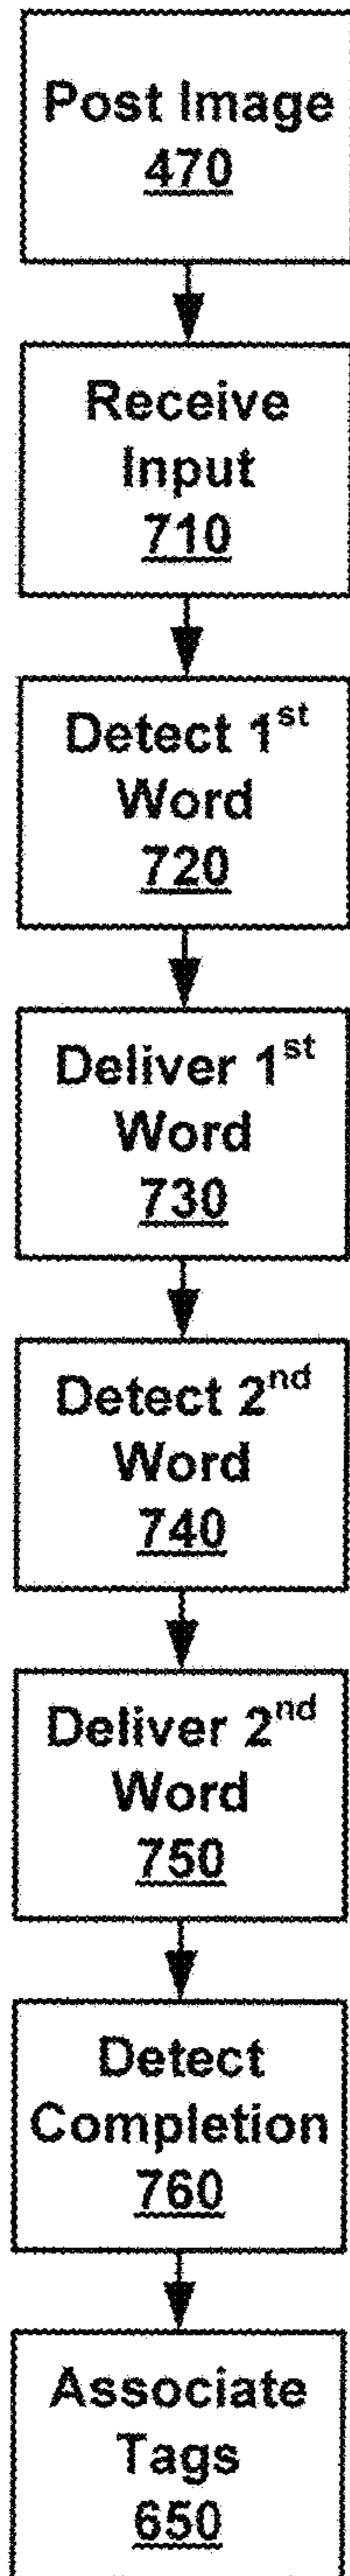 Post Image
470
Receive
Input
710
Detect 1st
Word
720
Deliver 1st
Word
730
Detect 2nd
Word
740
Deliver 2nd
Word
750
Detect
Completion
760
Associate
Tags
650